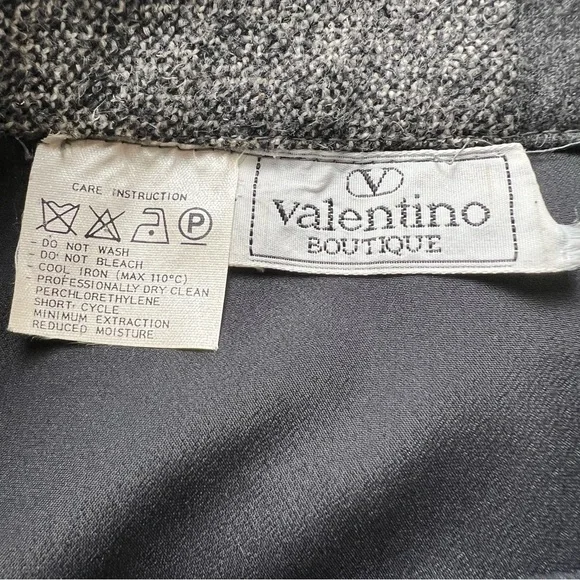 CARE INSTRUCTION
P
- DO NOT WASH
- DO NOT BLEACH
- COOL IRON (MAX 110°C)
- PROFESSIONALLY DRY CLEAN
PERCHLORETHYLENE
SHORT CYCLE
MINIMUM EXTRACTION
REDUCED MOISTURE
V
Valentino
BOUTIQUE